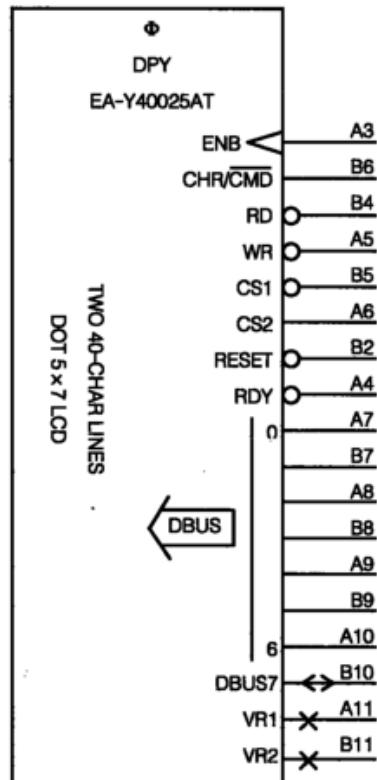 Φ
DPY
EA-Y40025AT
ENB A3
CHR/CMD B6
RD B4
WR A5
CS1 B5
CS2 A6
RESET B2
RDY A4
0 A7
B7
A8
B8
A9
B9
6 A10
DBUS7 B10
VR1 A11
VR2 B11
DBUS
TWO 40-CHAR LINES
DOT 5 x 7 LCD